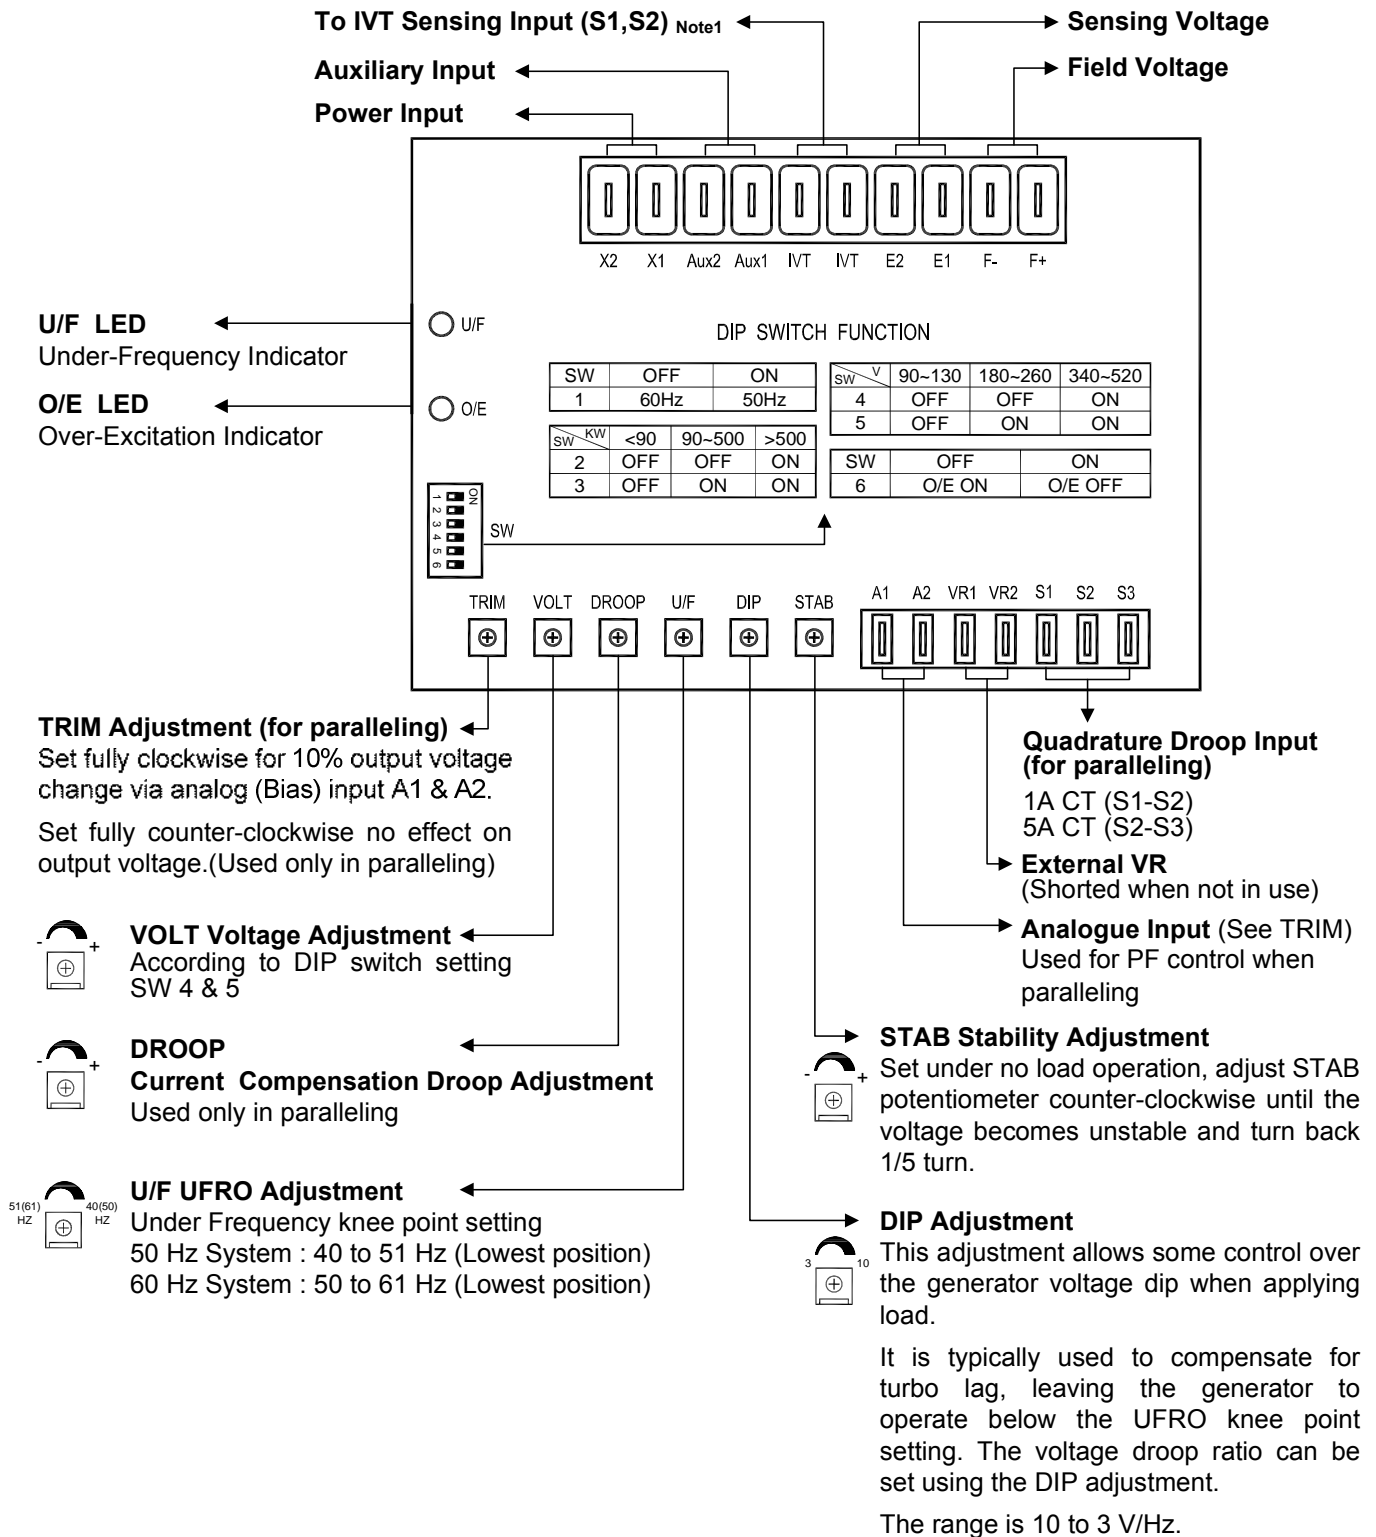 To IVT Sensing Input (S1,S2) Note1
Sensing Voltage
Auxiliary Input
Field Voltage
Power Input
X2 X1 Aux2 Aux1 IVT IVT E2 E1 F- F+
U/F LED
Under-Frequency Indicator
U/F
O/E LED
Over-Excitation Indicator
O/E
DIP SWITCH FUNCTION
SW OFF ON
1 60Hz 50Hz
SW KW <90 90~500 >500
2 OFF OFF ON
3 OFF ON ON
SW V 90~130 180~260 340~520
4 OFF OFF ON
5 OFF ON ON
SW OFF ON
6 O/E ON O/E OFF
ON
1
2
3
4
5
6
SW
TRIM VOLT DROOP U/F DIP STAB
A1 A2 VR1 VR2 S1 S2 S3
TRIM Adjustment (for paralleling)
Set fully clockwise for 10% output voltage
change via analog (Bias) input A1 & A2.
Set fully counter-clockwise no effect on
output voltage.(Used only in paralleling)
- +
VOLT Voltage Adjustment
According to DIP switch setting
SW 4 & 5
- +
DROOP
Current Compensation Droop Adjustment
Used only in paralleling
51(61)
HZ
40(50)
HZ
U/F UFRO Adjustment
Under Frequency knee point setting
50 Hz System : 40 to 51 Hz (Lowest position)
60 Hz System : 50 to 61 Hz (Lowest position)
Quadrature Droop Input
(for paralleling)
1A CT (S1-S2)
5A CT (S2-S3)
External VR
(Shorted when not in use)
Analogue Input (See TRIM)
Used for PF control when
paralleling
STAB Stability Adjustment
- +
Set under no load operation, adjust STAB
potentiometer counter-clockwise until the
voltage becomes unstable and turn back
1/5 turn.
DIP Adjustment
3 10
This adjustment allows some control over
the generator voltage dip when applying
load.
It is typically used to compensate for
turbo lag, leaving the generator to
operate below the UFRO knee point
setting. The voltage droop ratio can be
set using the DIP adjustment.
The range is 10 to 3 V/Hz.